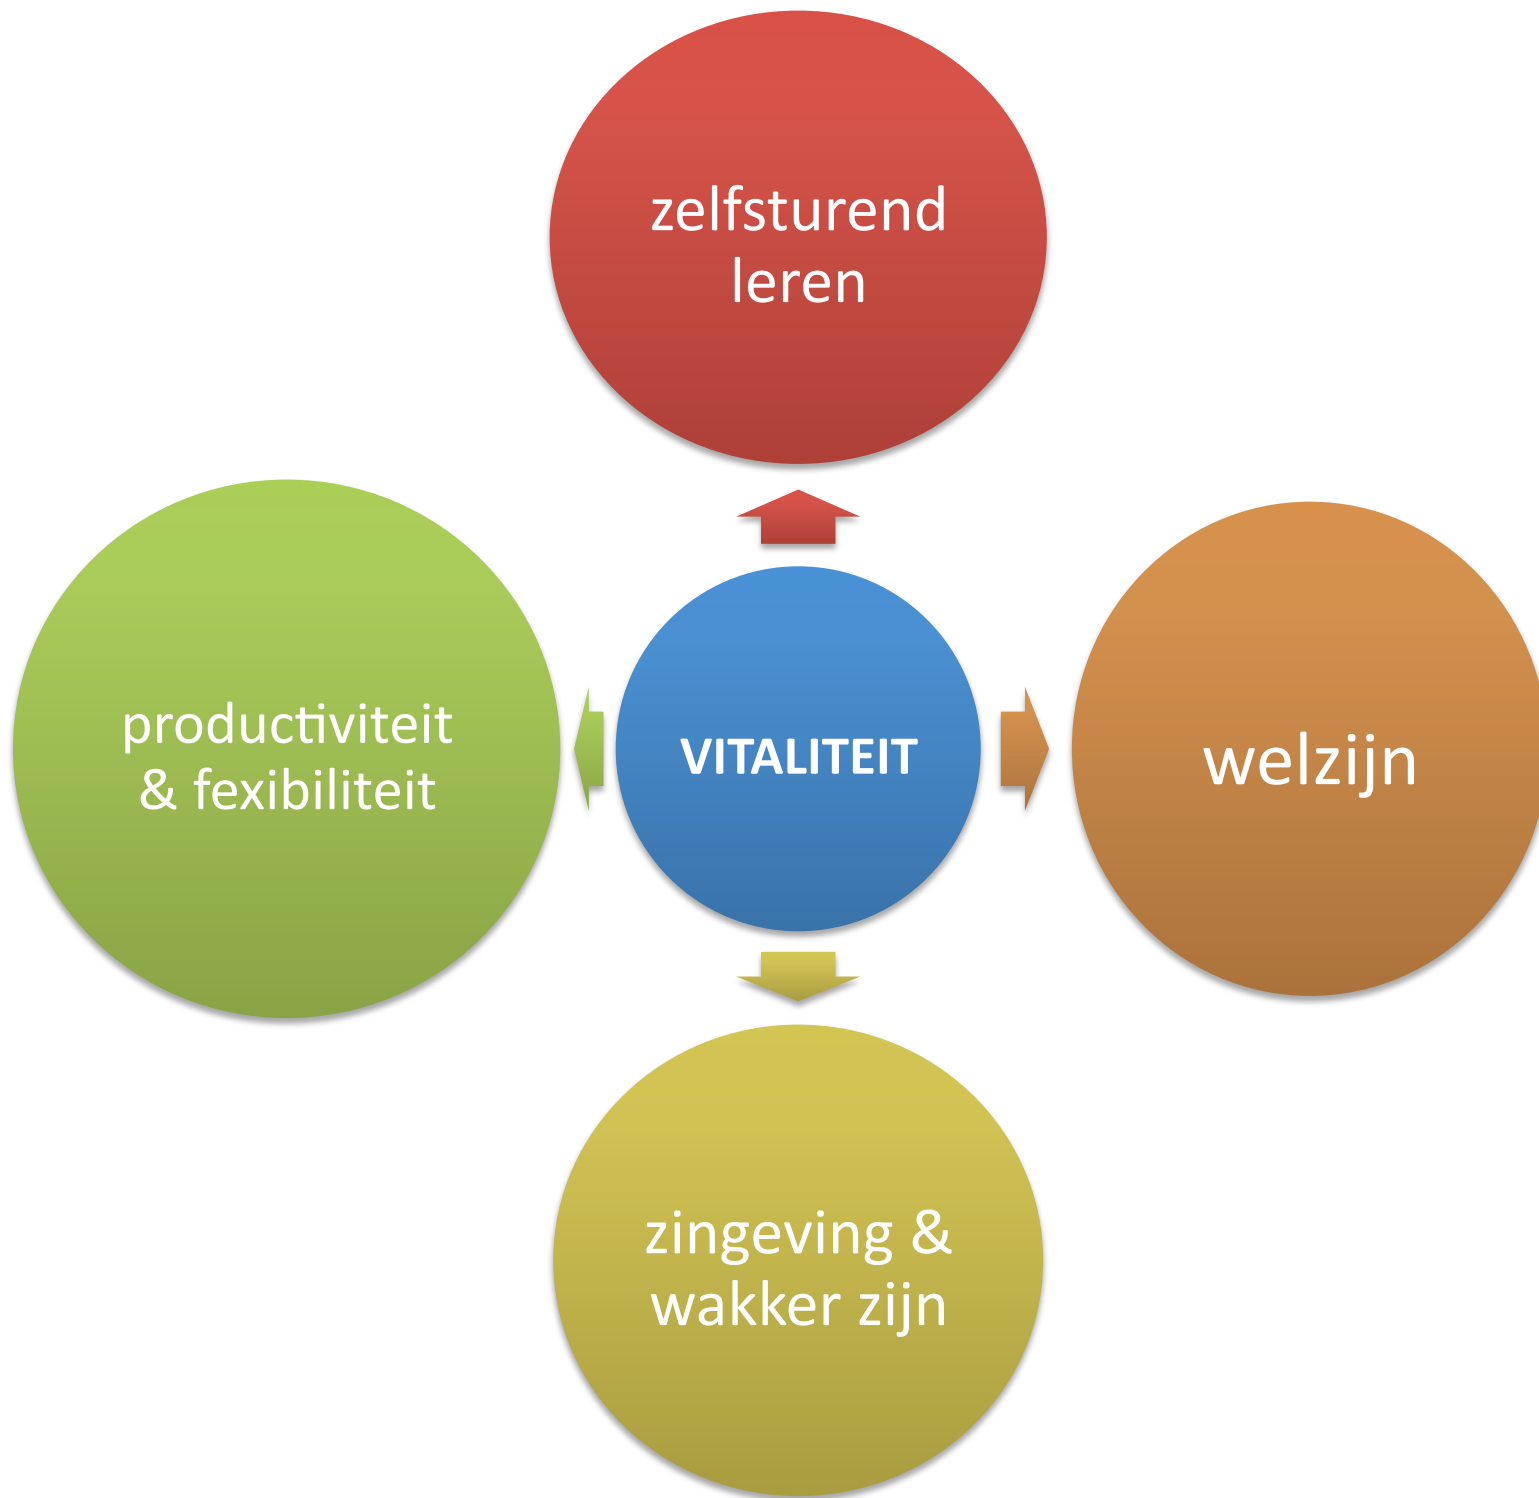 zelfsturend
leren
productiviteit
& fexibiliteit
VITALITEIT
welzijn
zingeving &
wakker zijn